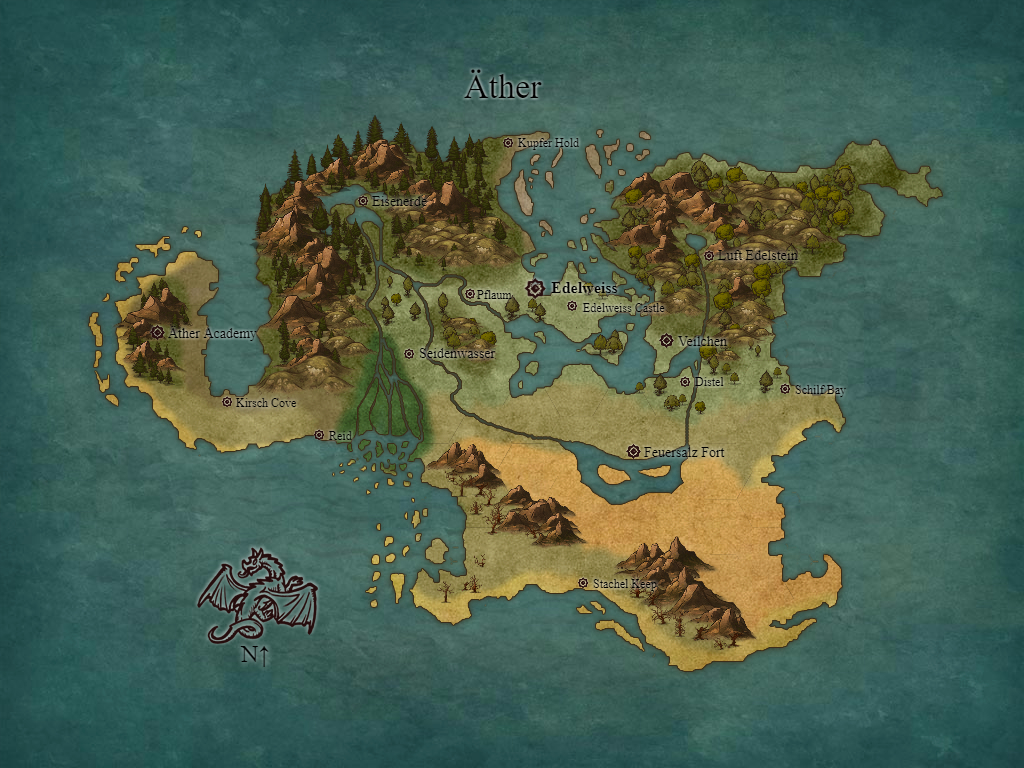 Äther
Kupfer Hold
Eisenerde
Luft Edelstein
Edelweiss
Pflaum
Edelweiss Castle
Äther Academy
Veilchen
Seidenwasser
Distel
Schilf Bay
Kirsch Cove
Reid
Feuersalz Fort
Stachel Keep
N↑